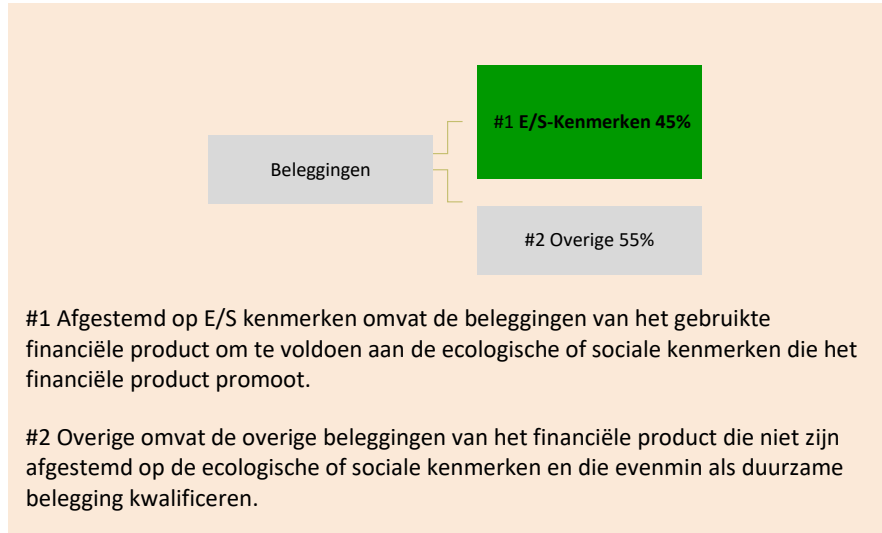 #1 E/S-Kenmerken 45%
Beleggingen
#2 Overige 55%
#1 Afgestemd op E/S kenmerken omvat de beleggingen van het gebruikte
financiële product om te voldoen aan de ecologische of sociale kenmerken die het
financiële product promoot.
#2 Overige omvat de overige beleggingen van het financiële product die niet zijn
afgestemd op de ecologische of sociale kenmerken en die evenmin als duurzame
belegging kwalificeren.